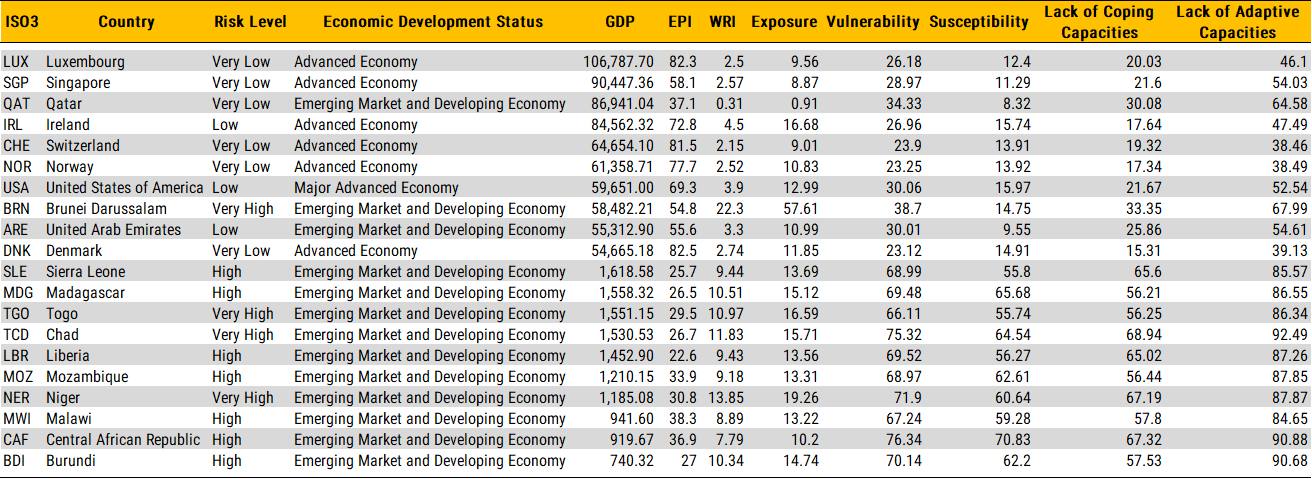 ISO3 Country Risk Level Economic Development Status GDP EPI WRI Exposure Vulnerability Susceptibility Lack of Coping Capacities Lack of Adaptive Capacities
LUX Luxembourg Very Low Advanced Economy 106,787.70 82.3 2.5 9.56 26.18 12.4 20.03 46.1
SGP Singapore Very Low Advanced Economy 90,447.36 58.1 2.57 8.87 28.97 11.29 21.6 54.03
QAT Qatar Very Low Emerging Market and Developing Economy 86,941.04 37.1 0.31 0.91 34.33 8.32 30.08 64.58
IRL Ireland Low Advanced Economy 84,562.32 72.8 4.5 16.68 26.96 15.74 17.64 47.49
CHE Switzerland Very Low Advanced Economy 64,654.10 81.5 2.15 9.01 23.9 13.91 19.32 38.46
NOR Norway Very Low Advanced Economy 61,358.71 77.7 2.52 10.83 23.25 13.92 17.34 38.49
USA United States of America Low Major Advanced Economy 59,651.00 69.3 3.9 12.99 30.06 15.97 21.67 52.54
BRN Brunei Darussalam Very High Emerging Market and Developing Economy 58,482.21 54.8 22.3 57.61 38.7 14.75 33.35 67.99
ARE United Arab Emirates Low Emerging Market and Developing Economy 55,312.90 55.6 3.3 10.99 30.01 9.55 25.86 54.61
DNK Denmark Very Low Advanced Economy 54,665.18 82.5 2.74 11.85 23.12 14.91 15.31 39.13
SLE Sierra Leone High Emerging Market and Developing Economy 1,618.58 25.7 9.44 13.69 68.99 55.8 65.6 85.57
MDG Madagascar High Emerging Market and Developing Economy 1,558.32 26.5 10.51 15.12 69.48 65.68 56.21 86.55
TGO Togo Very High Emerging Market and Developing Economy 1,551.15 29.5 10.97 16.59 66.11 55.74 56.25 86.34
TCD Chad Very High Emerging Market and Developing Economy 1,530.53 26.7 11.83 15.71 75.32 64.54 68.94 92.49
LBR Liberia High Emerging Market and Developing Economy 1,452.90 22.6 9.43 13.56 69.52 56.27 65.02 87.26
MOZ Mozambique High Emerging Market and Developing Economy 1,210.15 33.9 9.18 13.31 68.97 62.61 56.44 87.85
NER Niger Very High Emerging Market and Developing Economy 1,185.08 30.8 13.85 19.26 71.9 60.64 67.19 87.87
MWI Malawi High Emerging Market and Developing Economy 941.60 38.3 8.89 13.22 67.24 59.28 57.8 84.65
CAF Central African Republic High Emerging Market and Developing Economy 919.67 36.9 7.79 10.2 76.34 70.83 67.32 90.88
BDI Burundi High Emerging Market and Developing Economy 740.32 27 10.34 14.74 70.14 62.2 57.53 90.68